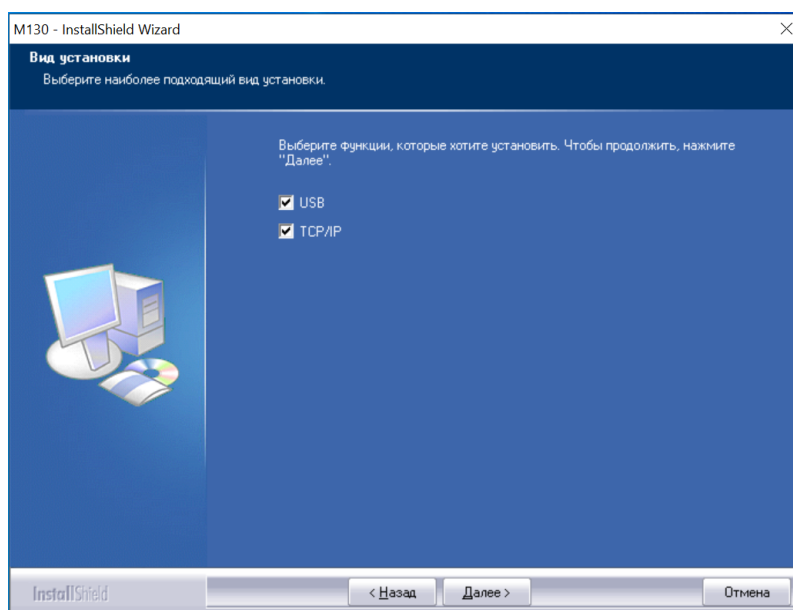 M130 - InstallShield Wizard
Вид установки
Выберите наиболее подходящий вид установки.
Выберите функции, которые хотите установить. Чтобы продолжить, нажмите
"Далее".
USB
TCP/IP
InstallShield
< Назад
Далее >
Отмена